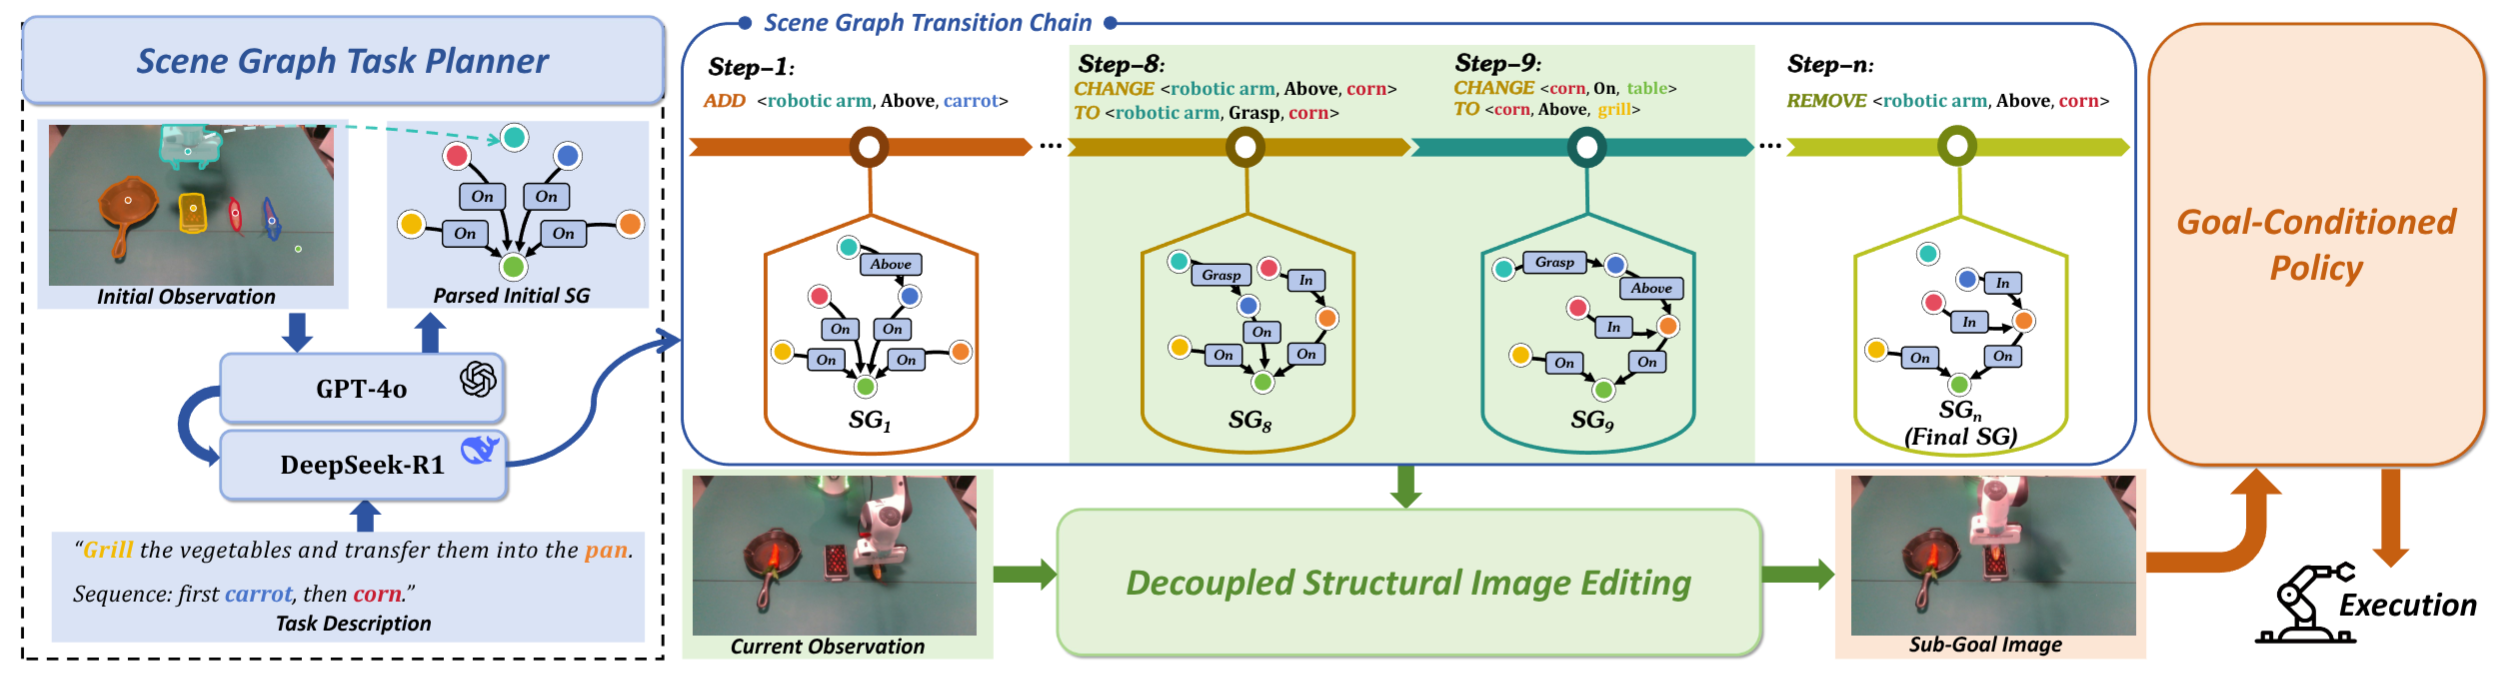 Scene Graph Task Planner
Initial Observation
On
On
On
On
Parsed Initial SG
GPT-4o
DeepSeek-R1
“Grill the vegetables and transfer them into the pan.
Sequence: first carrot, then corn.”
Task Description
Scene Graph Transition Chain
Step-1:
ADD <robotic arm, Above, carrot>
Step-8:
CHANGE <robotic arm, Above, corn>
TO <robotic arm, Grasp, corn>
Step-9:
CHANGE <corn, On, table>
TO <corn, Above, grill>
Step-n:
REMOVE <robotic arm, Above, corn>
...
...
Above
On
On
On
On
SG1
Grasp
In
On
On
On
SG8
Grasp
Above
In
On
On
SG9
In
In
On
On
SGn
(Final SG)
Current Observation
Decoupled Structural Image Editing
Sub-Goal Image
Goal-Conditioned
Policy
Execution